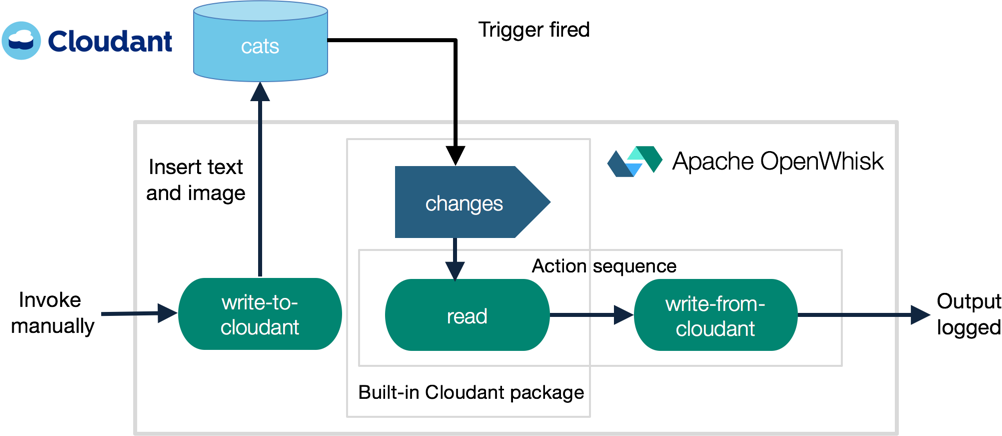 Cloudant
cats
Trigger fired
Insert text
and image
Apache OpenWhisk
changes
Action sequence
Invoke
manually
write-to-
cloudant
read
write-from-
cloudant
Output
logged
Built-in Cloudant package